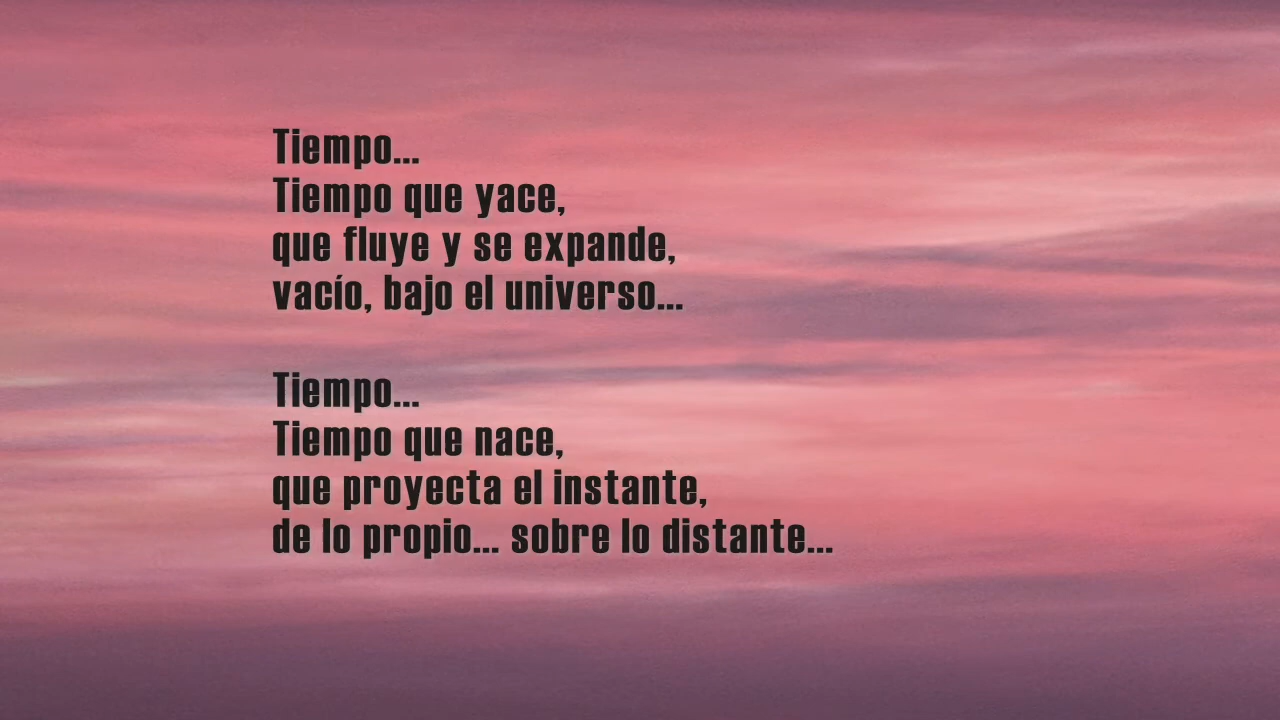 Tiempo...
Tiempo que yace,
que fluye y se expande,
vacío, bajo el universo...
Tiempo...
Tiempo que nace,
que proyecta el instante,
de lo propio... sobre lo distante...